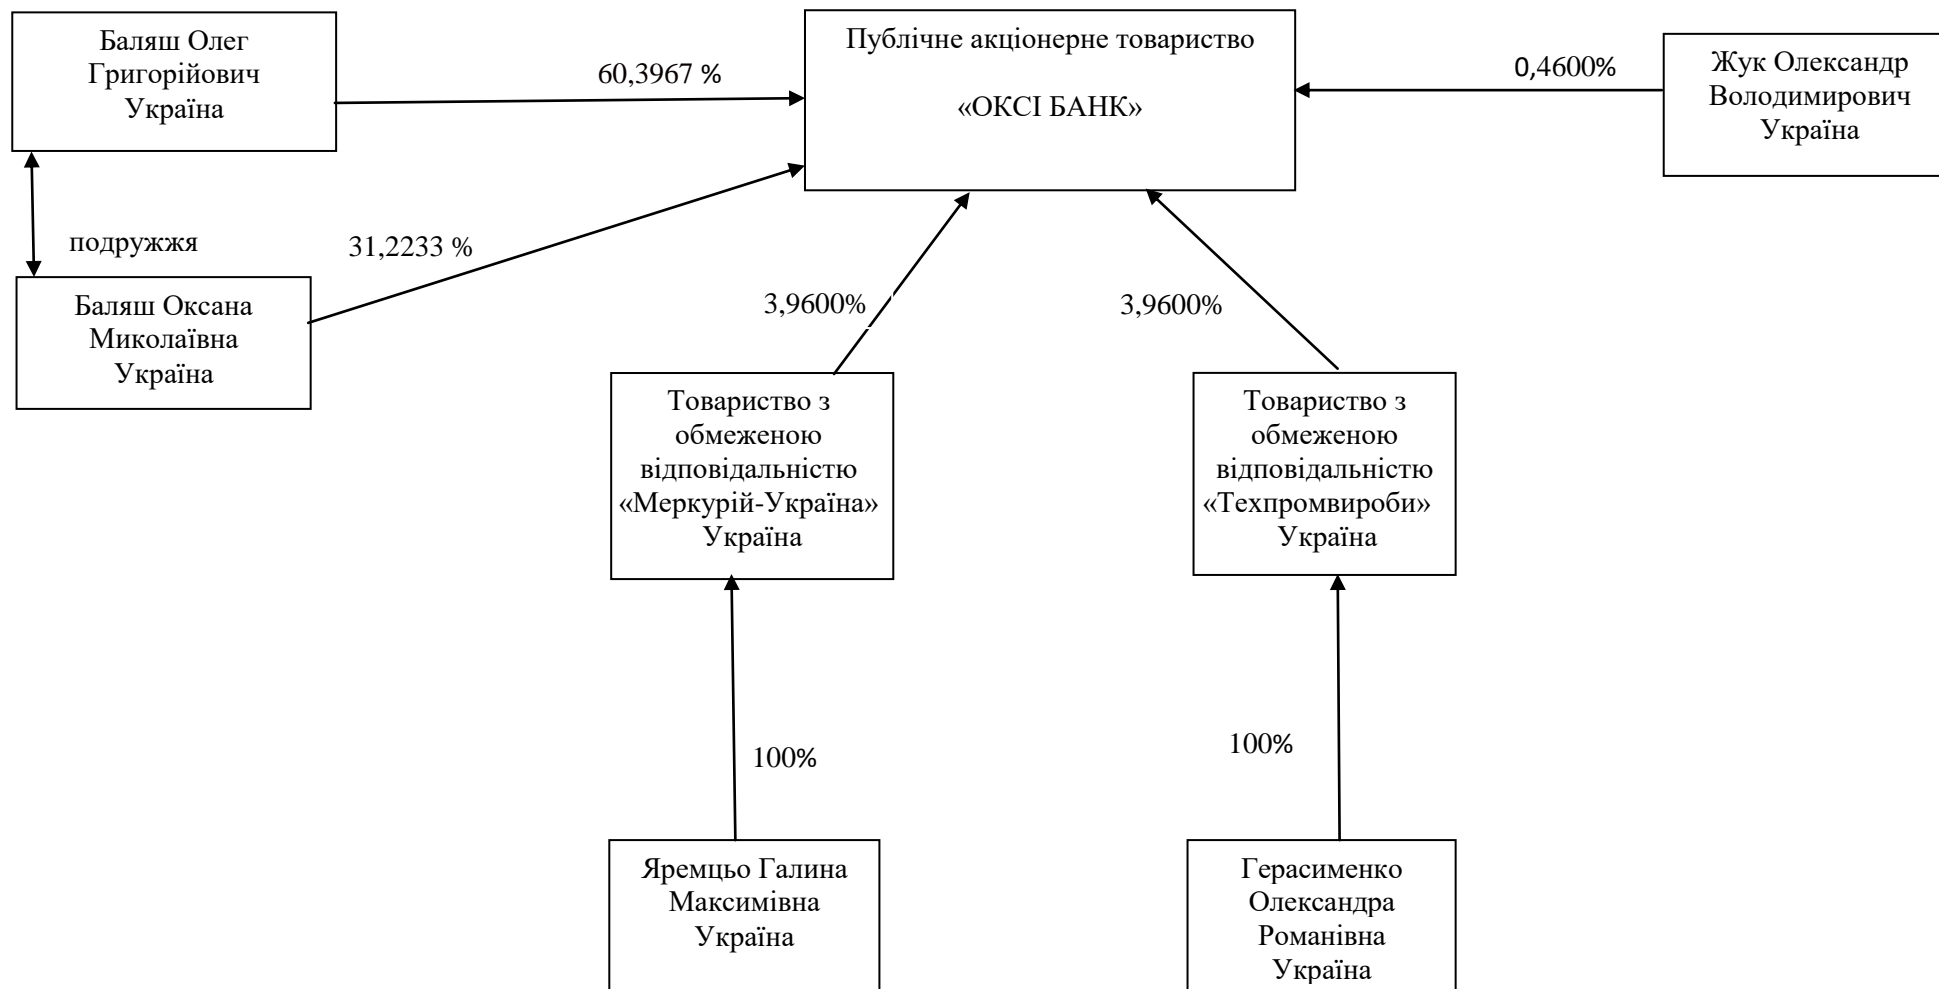 Баляш Олег
Григорійович
Україна
60,3967 %
Публічне акціонерне товариство
«ОКСІ БАНК»
0,4600%
Жук Олександр
Володимирович
Україна
подружжя
31,2233 %
Баляш Оксана
Миколаївна
Україна
3,9600%
3,9600%
Товариство з
обмеженою
відповідальністю
«Меркурій-Україна»
Україна
Товариство з
обмеженою
відповідальністю
«Техпромвироби»
Україна
100%
100%
Яремцьо Галина
Максимівна
Україна
Герасименко
Олександра
Романівна
Україна